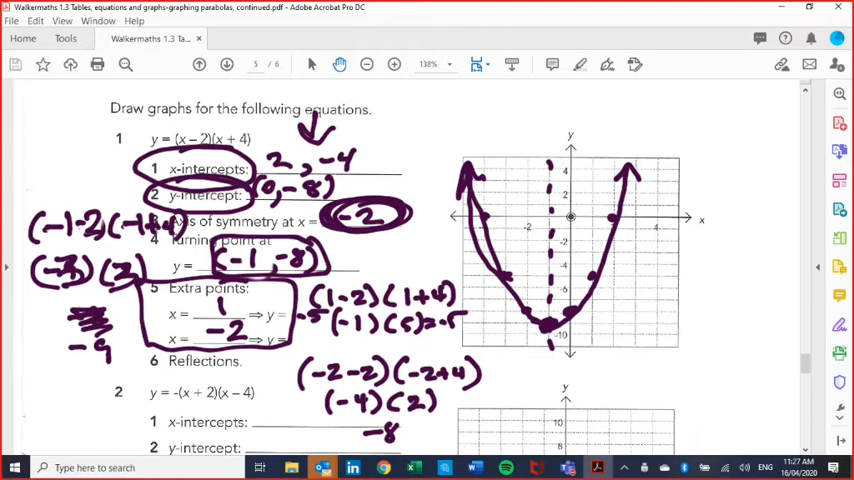 Walkermaths 1.3 Tables, equations and graphs-graphing parabolas, continued.pdf - Adobe Acrobat Pro DC
File Edit View Window Help
Home Tools Walkermaths 1.3 Ta... ×
5 / 6 138%
Draw graphs for the following equations.
1 y = (x – 2)(x + 4)
1 x-intercepts: 2, -4
2 y-intercept: (0, -8)
3 Axis of symmetry at x = -2
(-1-2)(-1+4)
4 Turning point at
y = (-1, -8)
(-3)(3)
-9
5 Extra points:
x = 1 ⇒ y = -5
x = -2 ⇒ y =
(1-2)(1+4)
(-1)(5)=-5
6 Reflections.
(-2-2)(-2+4)
(-4)(2)
-8
y
4
2
-2 4 x
-2
-4
-6
-8
-10
2 y = -(x + 2)(x – 4)
1 x-intercepts:
2 y-intercept:
y
10
8
Type here to search
ENG 11:27 AM 16/04/2020